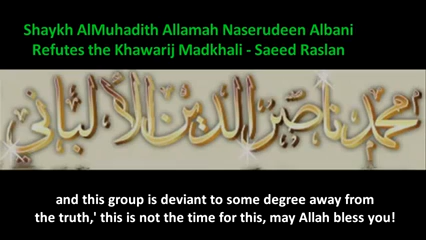 Shaykh AlMuhadith Allamah Naserudeen Albani
Refutes the Khawarij Madkhali - Saeed Raslan
محمد ناصر الدين الألباني
and this group is deviant to some degree away from
the truth,' this is not the time for this, may Allah bless you!